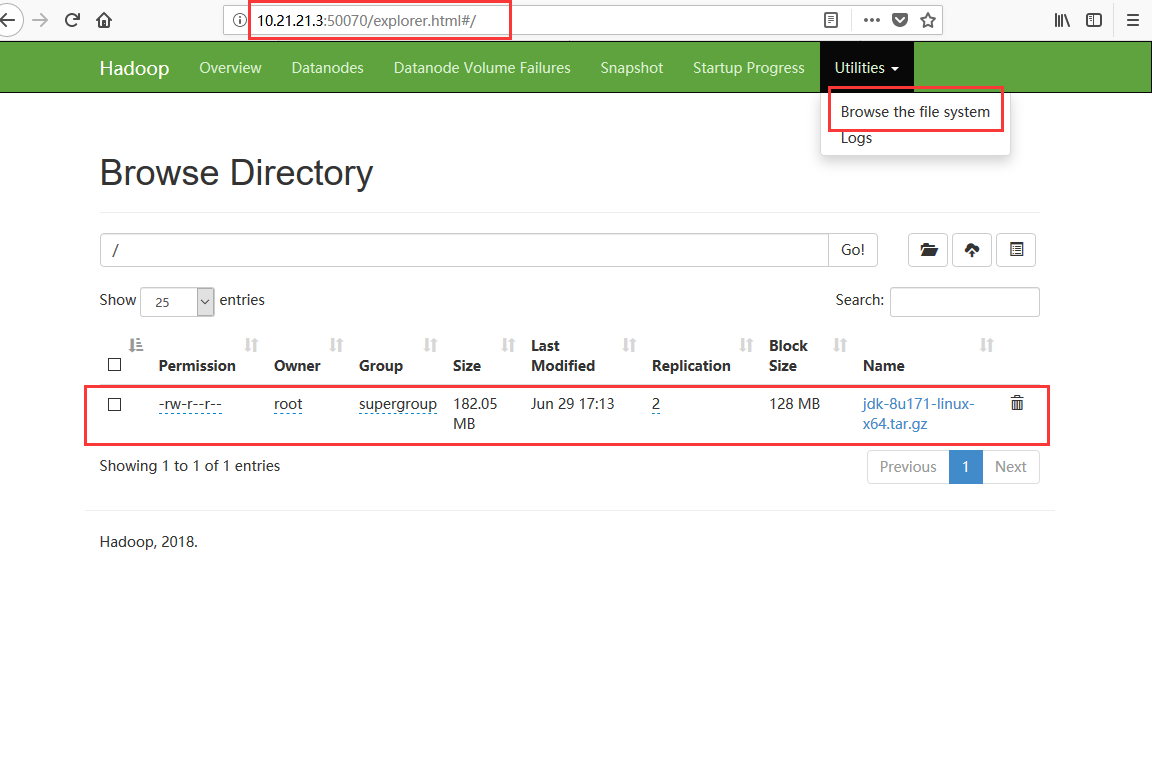 10.21.21.3:50070/explorer.html#/
Hadoop Overview Datanodes Datanode Volume Failures Snapshot Startup Progress Utilities
Browse the file system
Logs
Browse Directory
/ Go!
Show 25 entries Search:
Permission Owner Group Size Last Modified Replication Block Size Name
-rw-r--r-- root supergroup 182.05 MB Jun 29 17:13 2 128 MB jdk-8u171-linux-x64.tar.gz
Showing 1 to 1 of 1 entries Previous 1 Next
Hadoop, 2018.